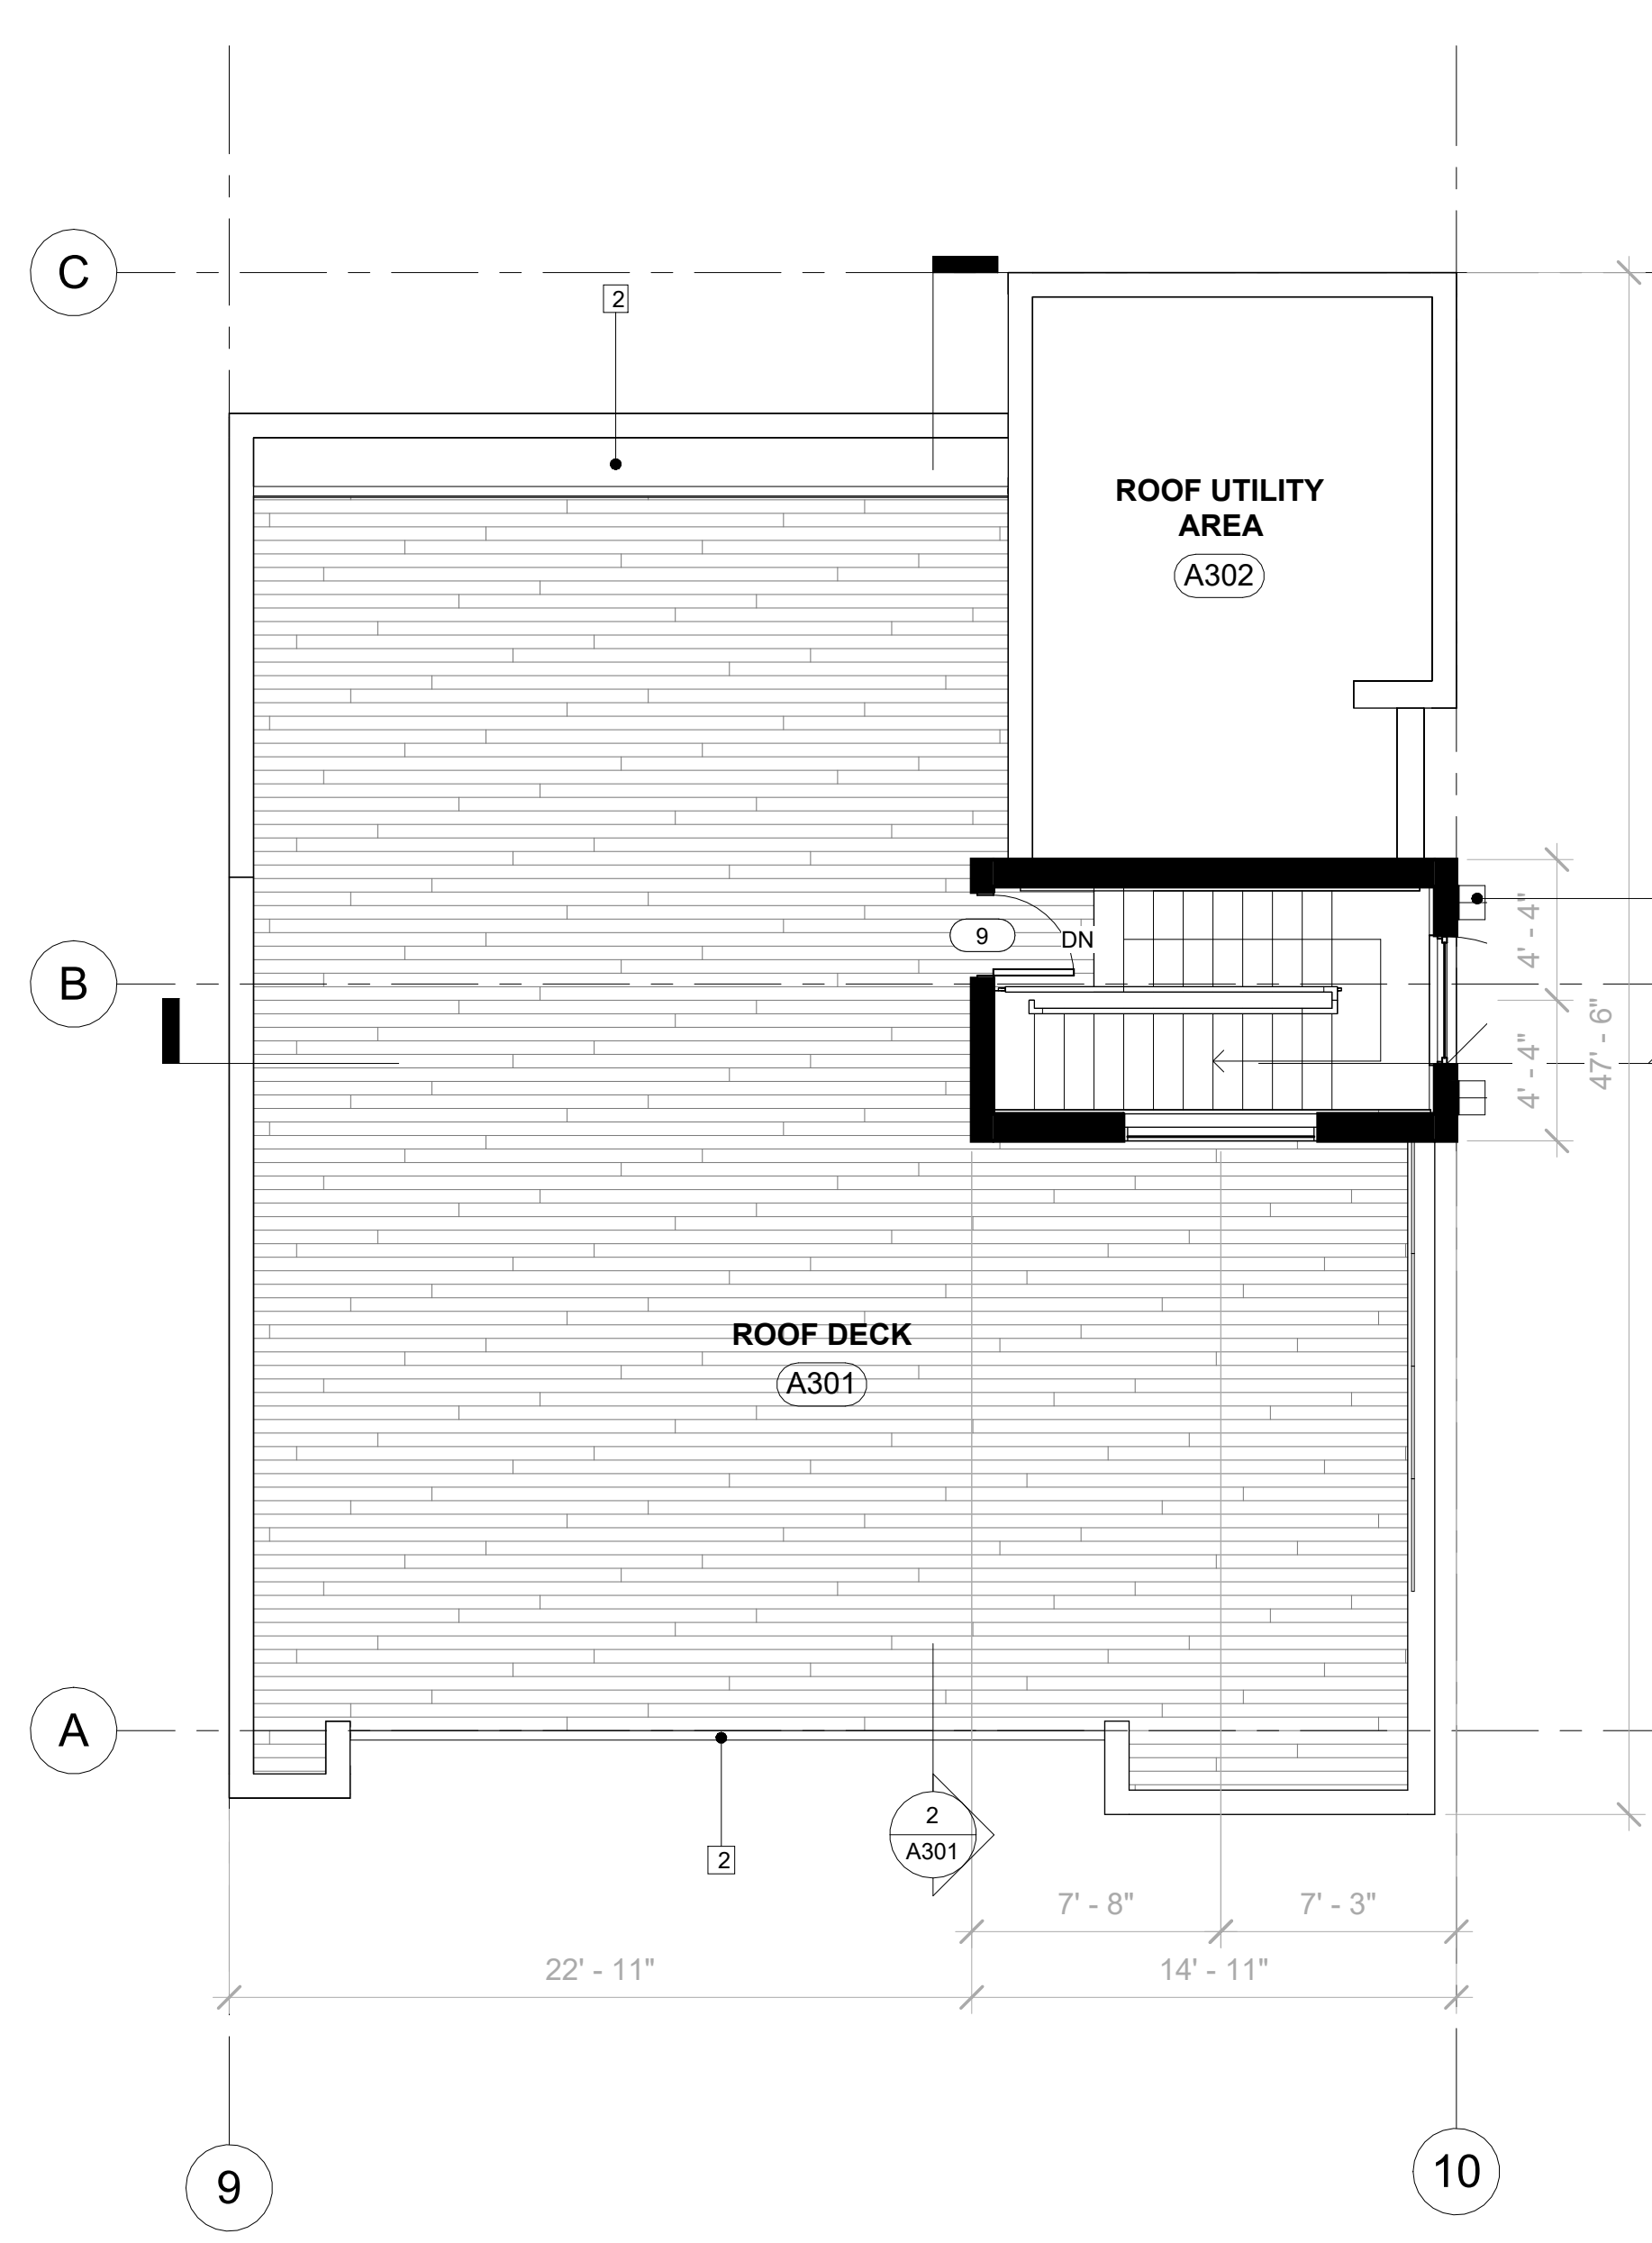 C
2
ROOF UTILITY
AREA
A302
9
DN
B
4' - 4"
4' - 4"
47' - 6"
ROOF DECK
A301
A
2
A301
2
7' - 8"
7' - 3"
22' - 11"
14' - 11"
9
10